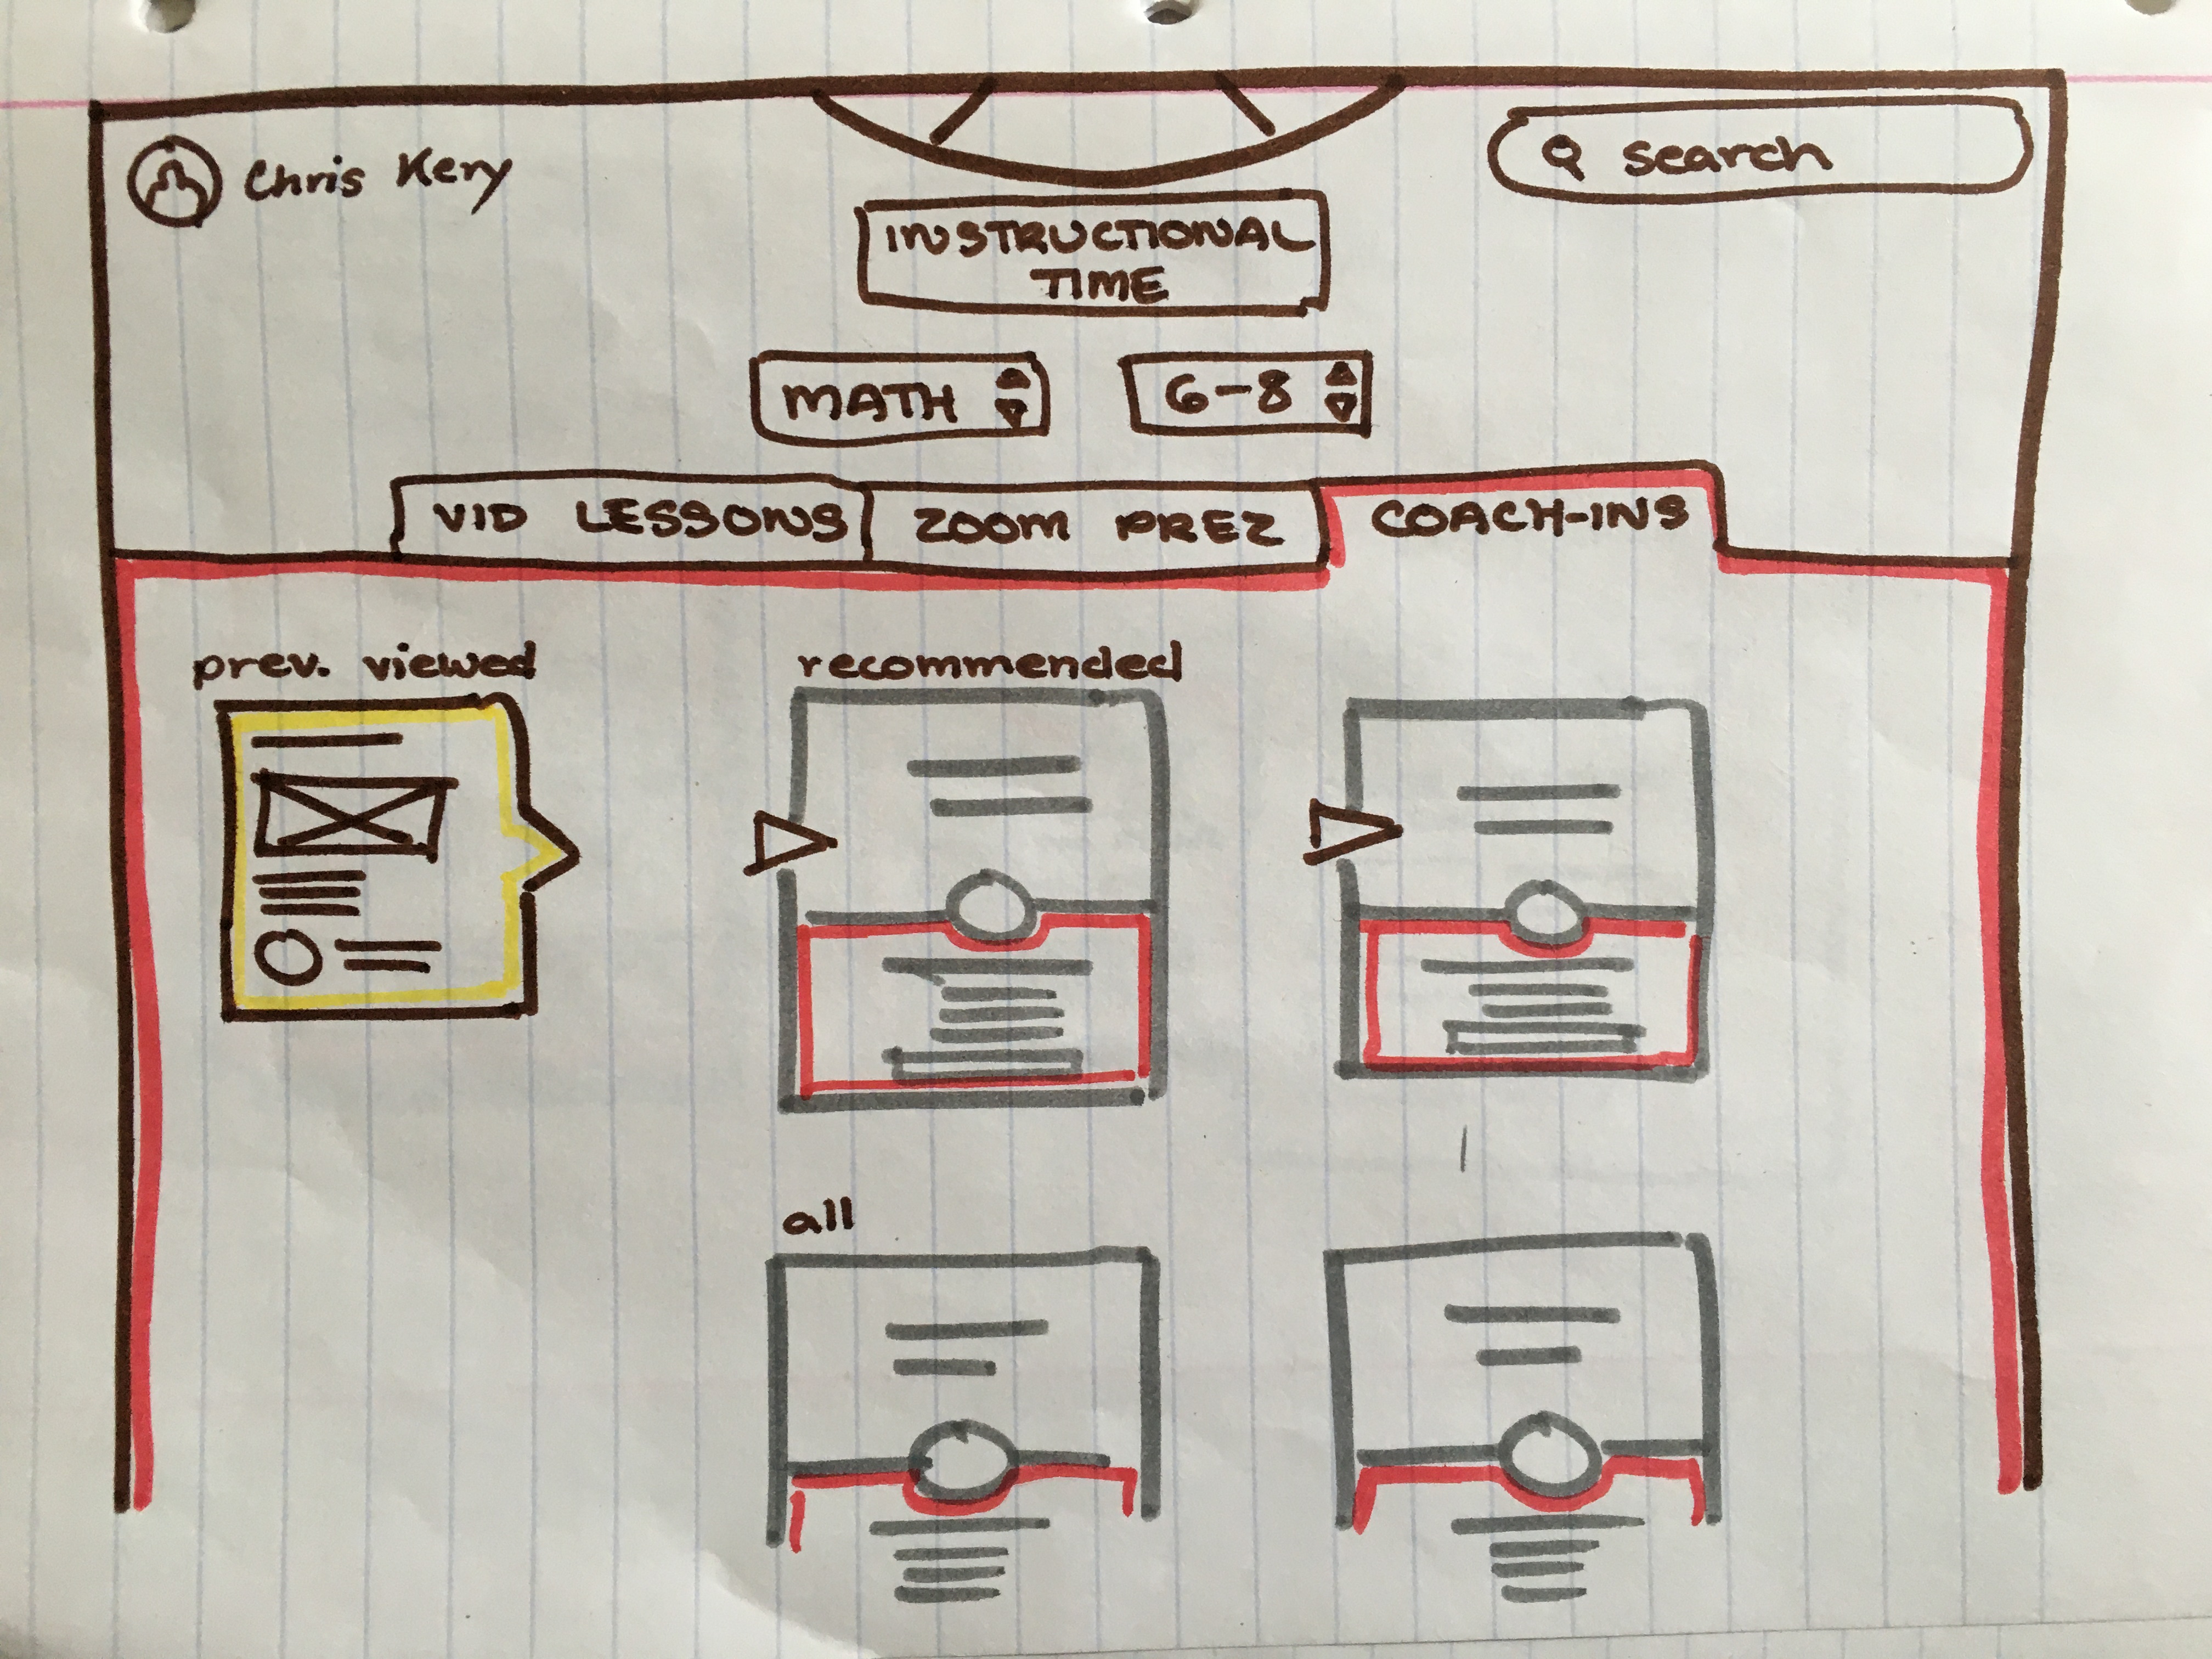 Chris Kery
search
INSTRUCTIONAL
TIME
MATH
6-8
VID LESSONS
ZOOM PREZ
COACH-INS
prev. viewed
recommended
all